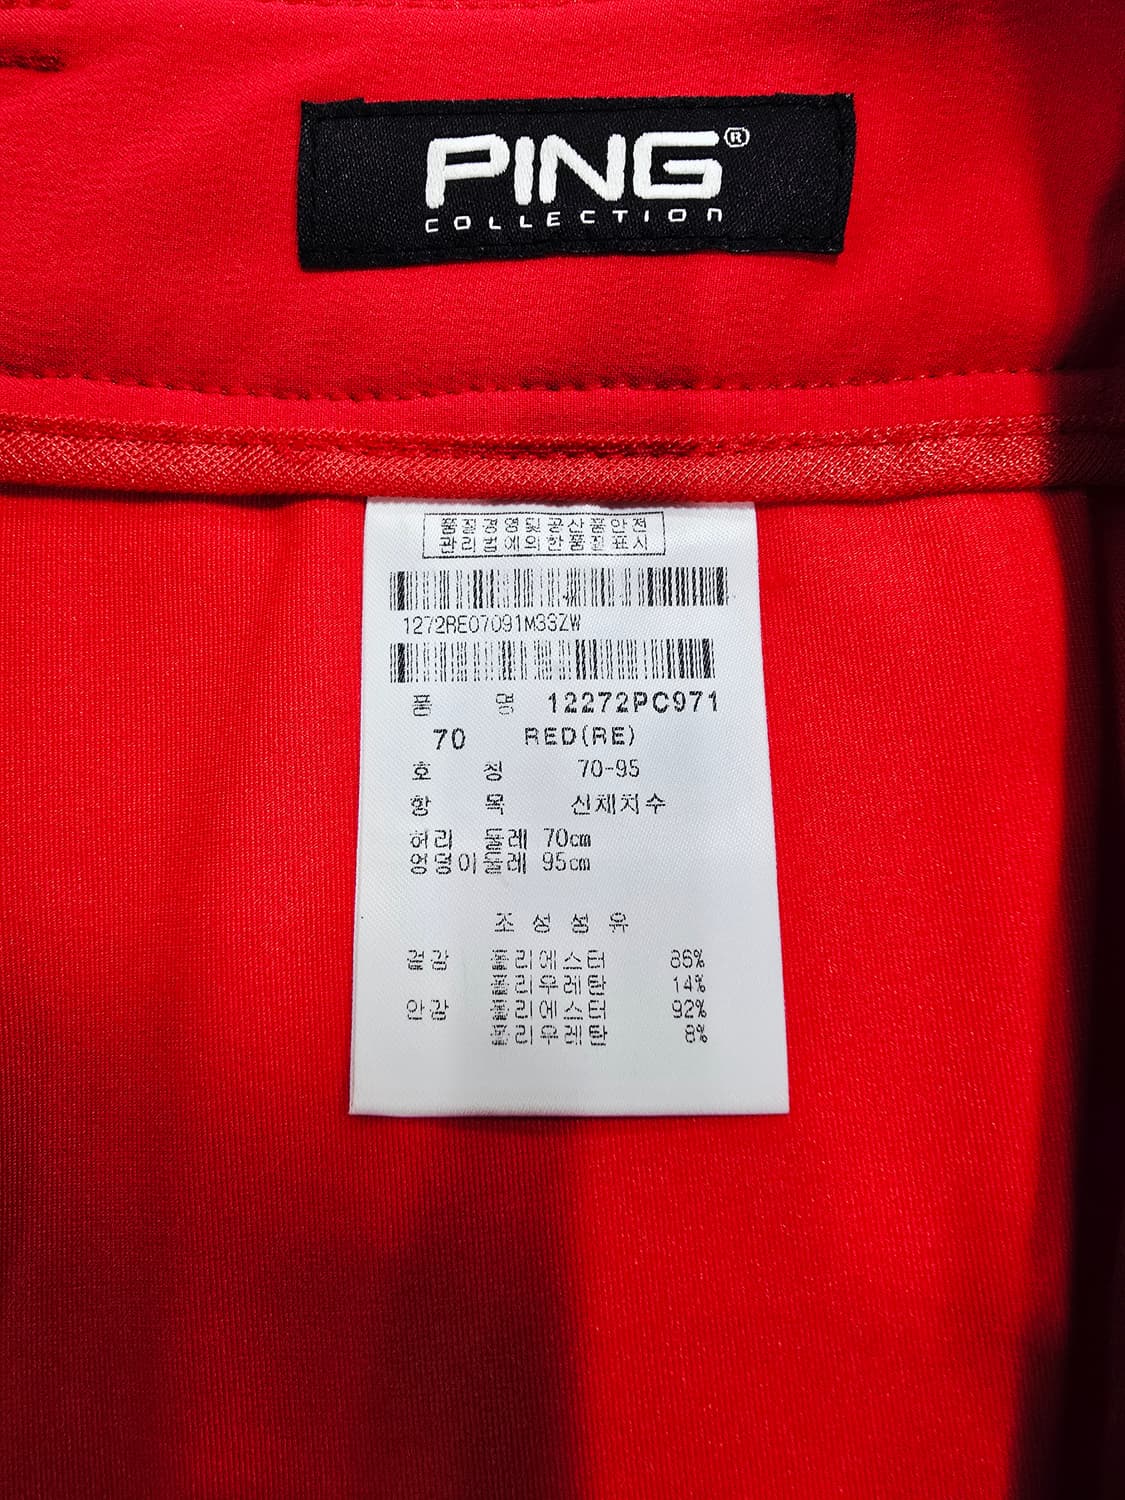 PING®
COLLECTION
품질경영및공산품안전
관리법에의한품질표시
1272RE07091M33ZW
품 명 12272PC971
70 RED(RE)
호 칭 70-95
항 목 신체치수
허리 둘레 70cm
엉덩이둘레 95cm
조 성 섬 유
겉감 폴리에스터 86%
폴리우레탄 14%
안감 폴리에스터 92%
폴리우레탄 8%